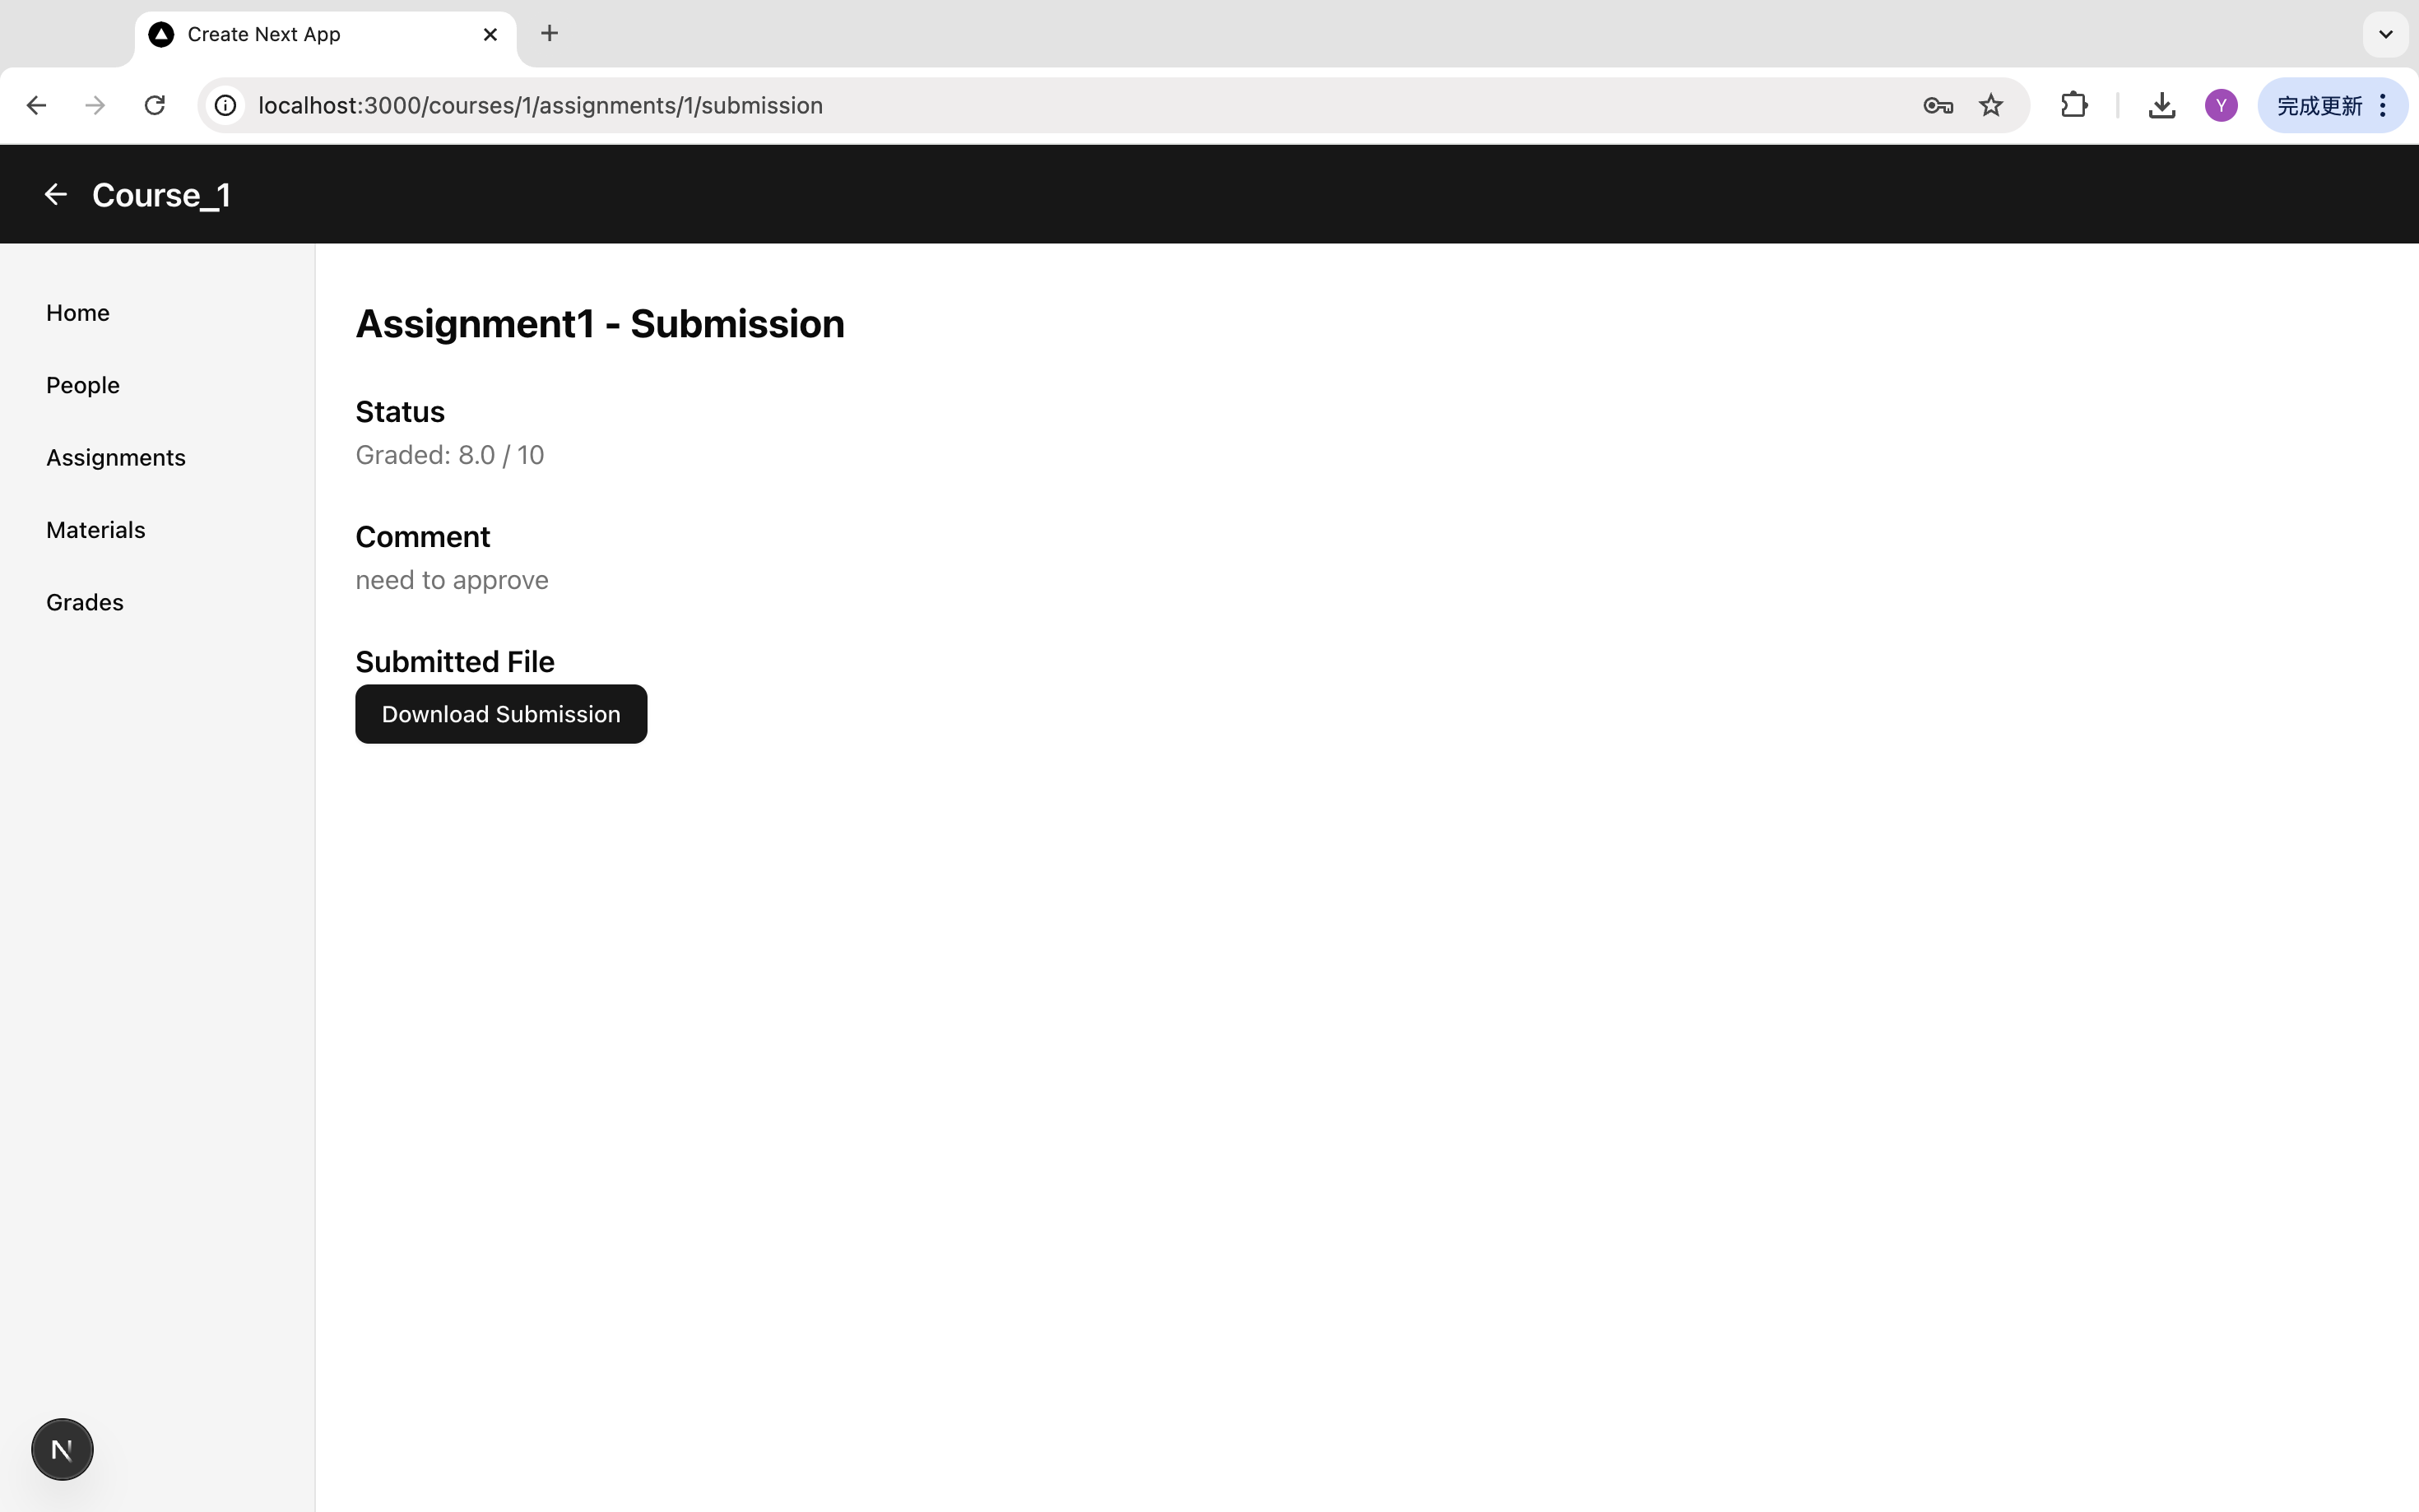 Create Next App
localhost:3000/courses/1/assignments/1/submission
Y
完成更新
Course_1
Home
People
Assignments
Materials
Grades
Assignment1 - Submission
Status
Graded: 8.0 / 10
Comment
need to approve
Submitted File
Download Submission
N